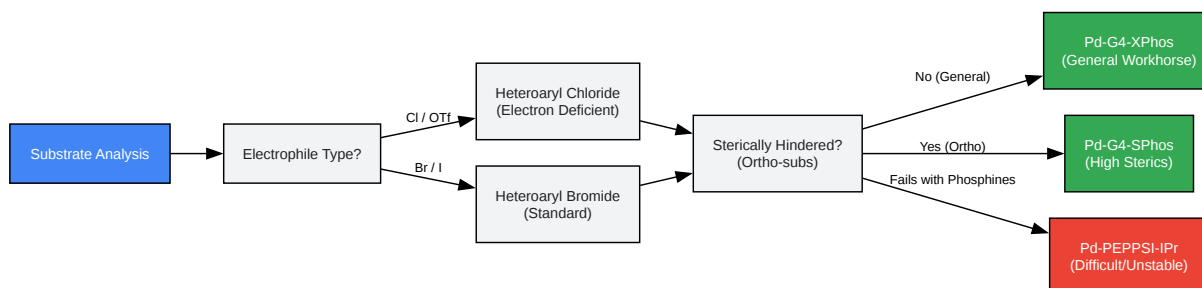 Substrate Analysis
Electrophile Type?
Cl / OTf
Br / I
Heteroaryl Chloride
(Electron Deficient)
Heteroaryl Bromide
(Standard)
Sterically Hindered?
(Ortho-subs)
No (General)
Yes (Ortho)
Fails with Phosphines
Pd-G4-XPhos
(General Workhorse)
Pd-G4-SPhos
(High Sterics)
Pd-PEPPSI-IPr
(Difficult/Unstable)